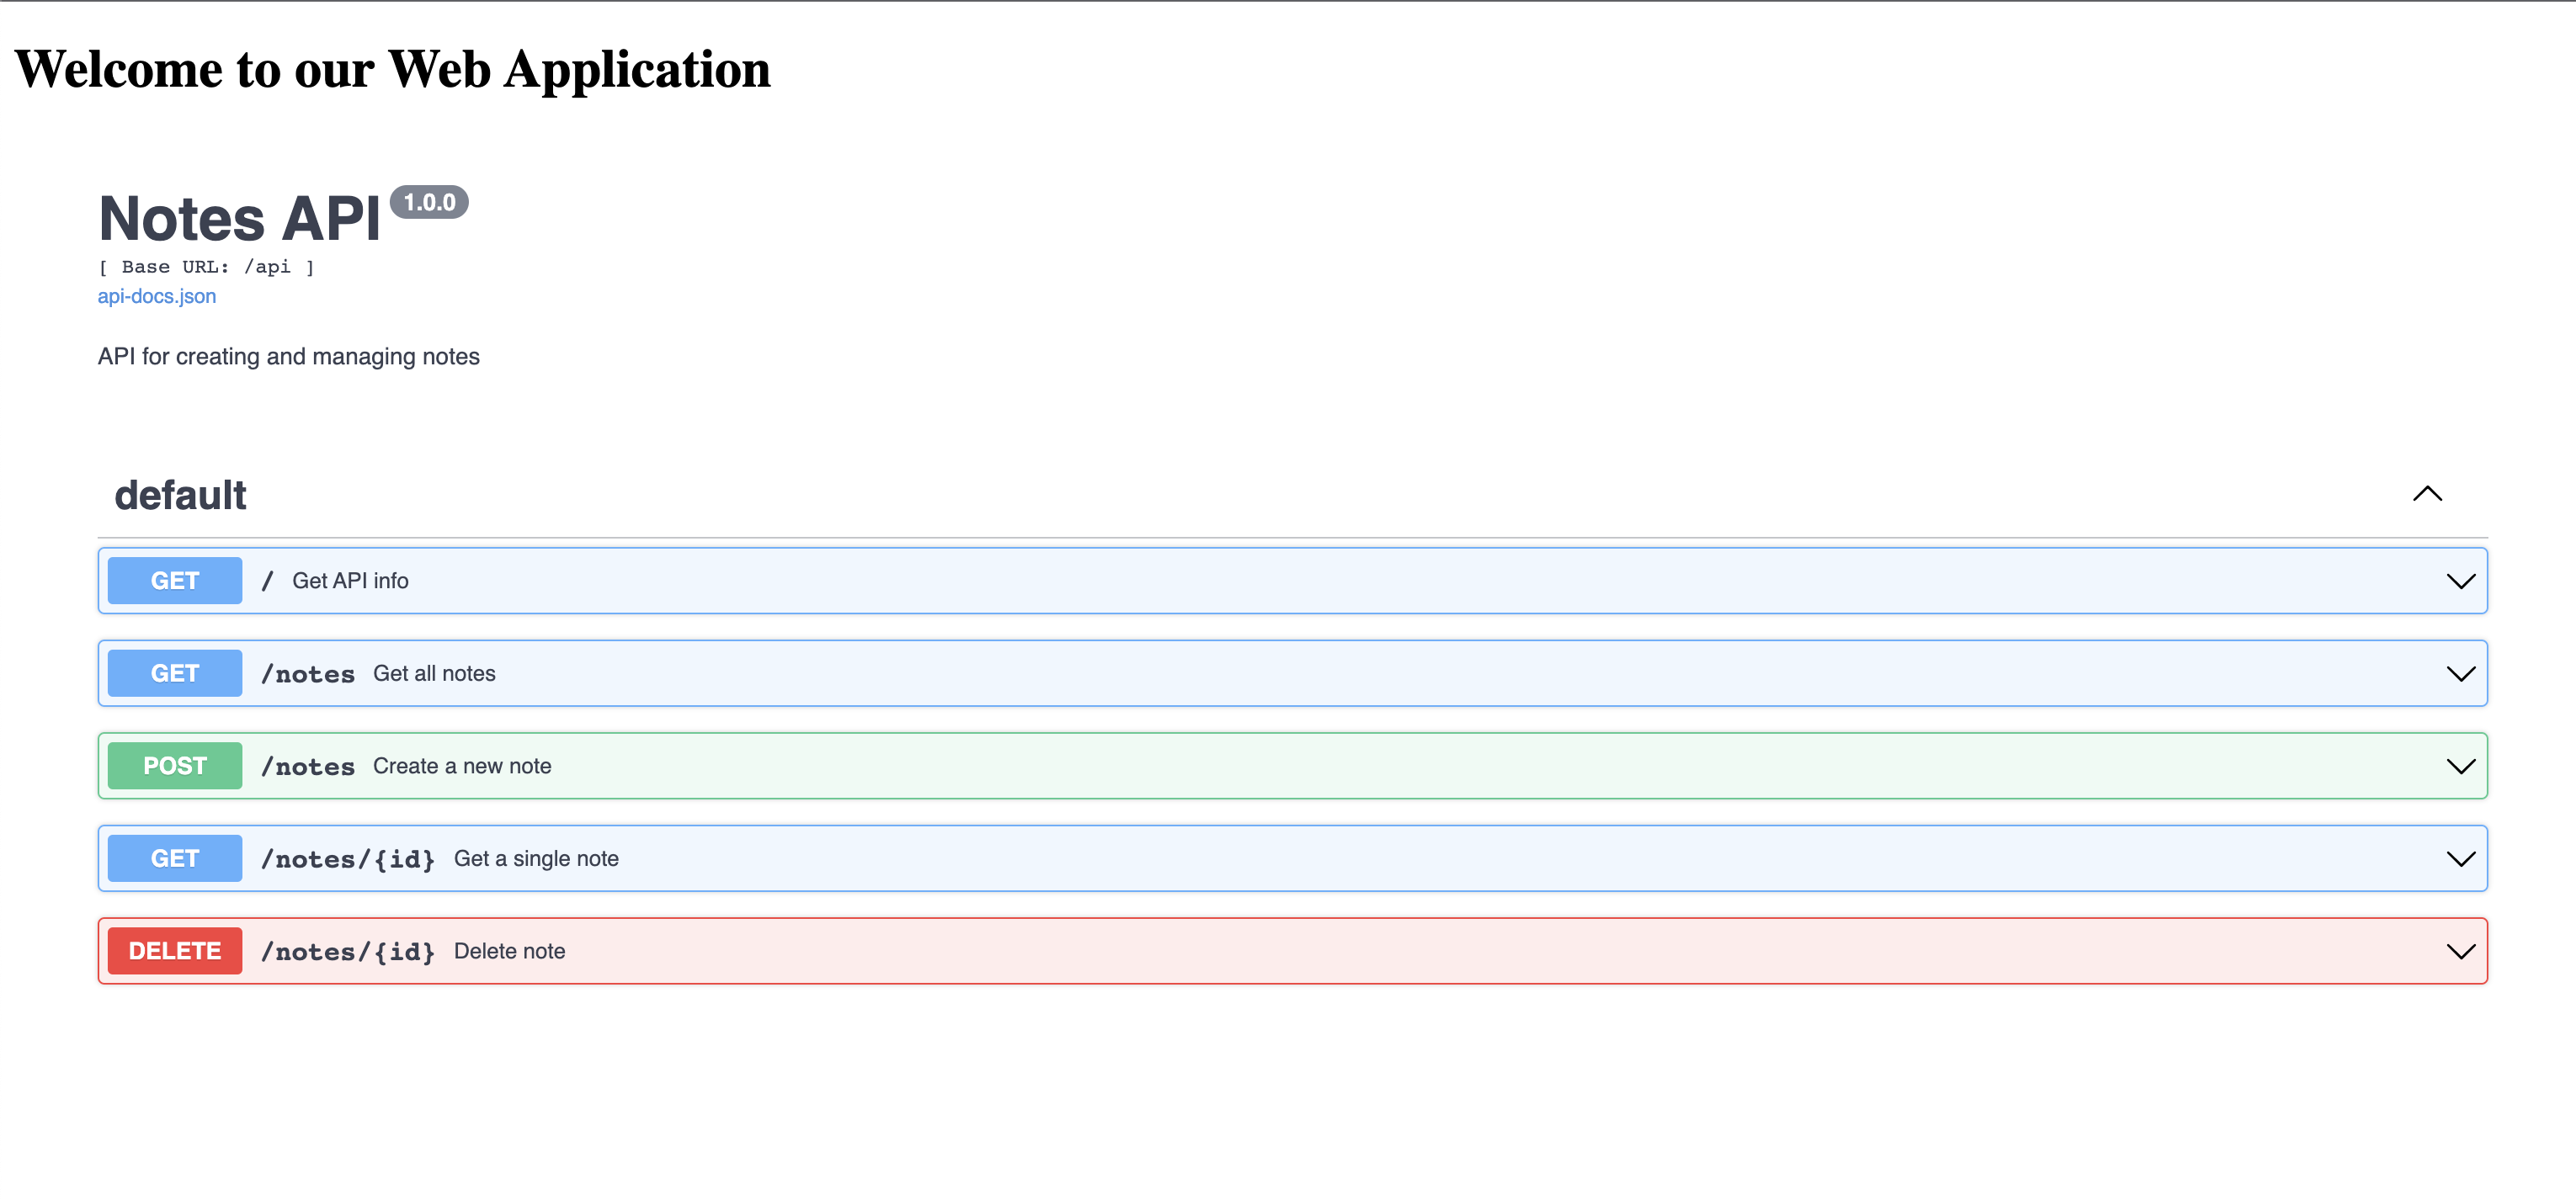 Welcome to our Web Application
Notes API 1.0.0
[ Base URL: /api ]
api-docs.json
API for creating and managing notes
default
GET / Get API info
GET /notes Get all notes
POST /notes Create a new note
GET /notes/{id} Get a single note
DELETE /notes/{id} Delete note